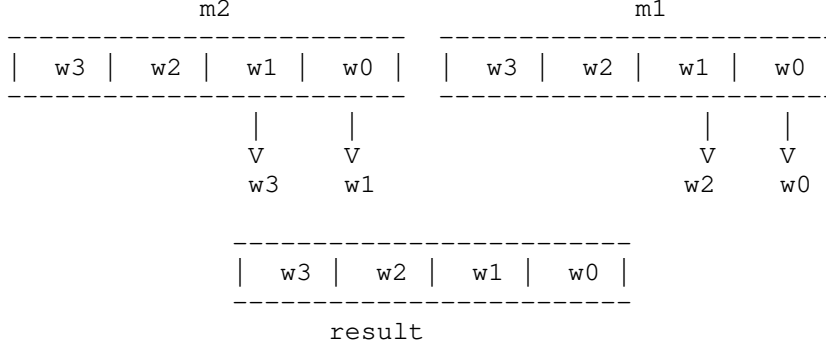 m2 m1
| w3 | w2 | w1 | w0 | | w3 | w2 | w1 | w0
| | | |
V V V V
w3 w1 w2 w0
| w3 | w2 | w1 | w0 |
result